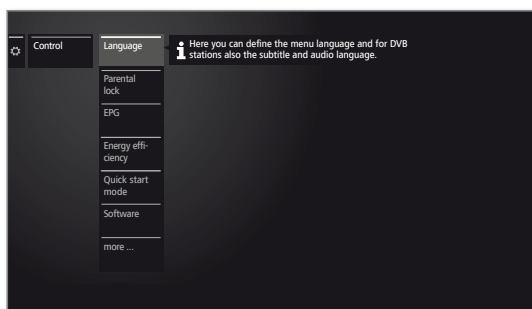 Control
Language
Here you can define the menu language and for DVB
stations also the subtitle and audio language.
Parental
lock
EPG
Energy effi-
ciency
Quick start
mode
Software
more ...